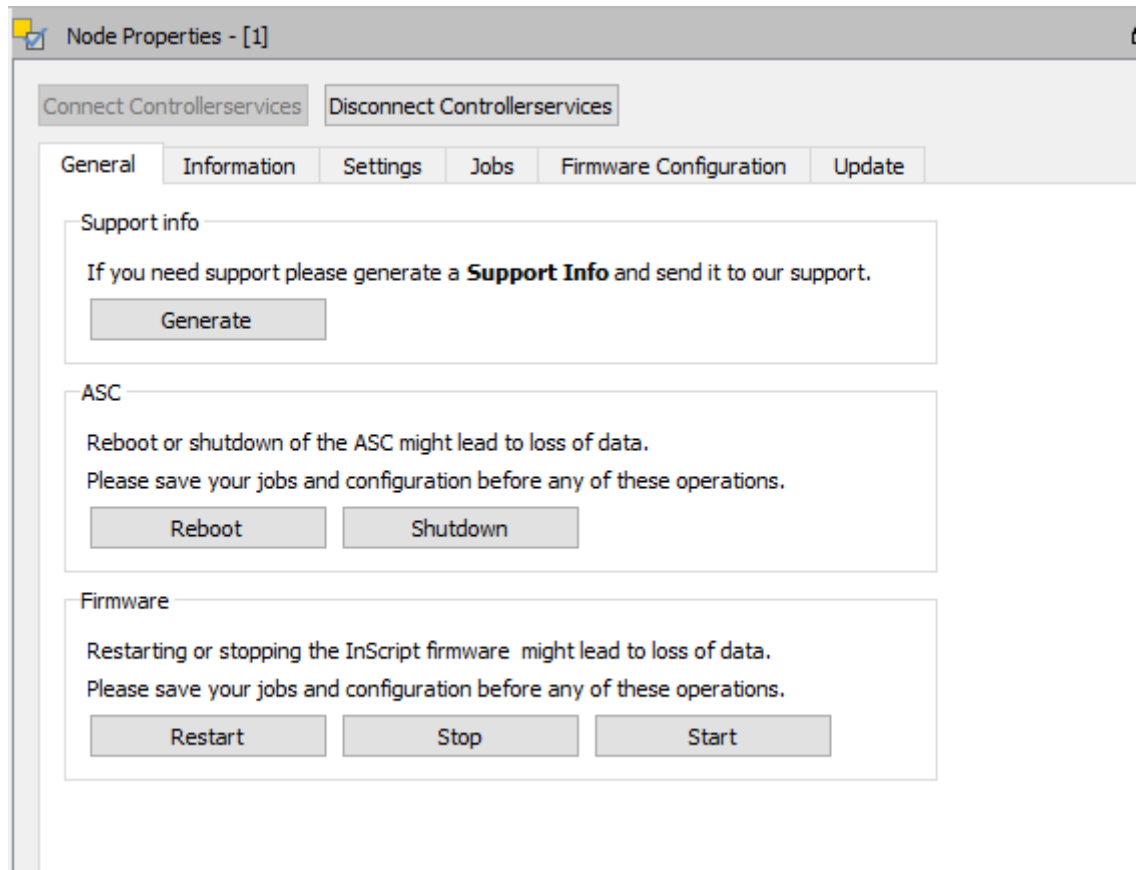 Node Properties - [1]
Connect Controllerservices Disconnect Controllerservices
General Information Settings Jobs Firmware Configuration Update
Support info
If you need support please generate a Support Info and send it to our support.
Generate
ASC
Reboot or shutdown of the ASC might lead to loss of data.
Please save your jobs and configuration before any of these operations.
Reboot Shutdown
Firmware
Restarting or stopping the InScript firmware  might lead to loss of data.
Please save your jobs and configuration before any of these operations.
Restart Stop Start